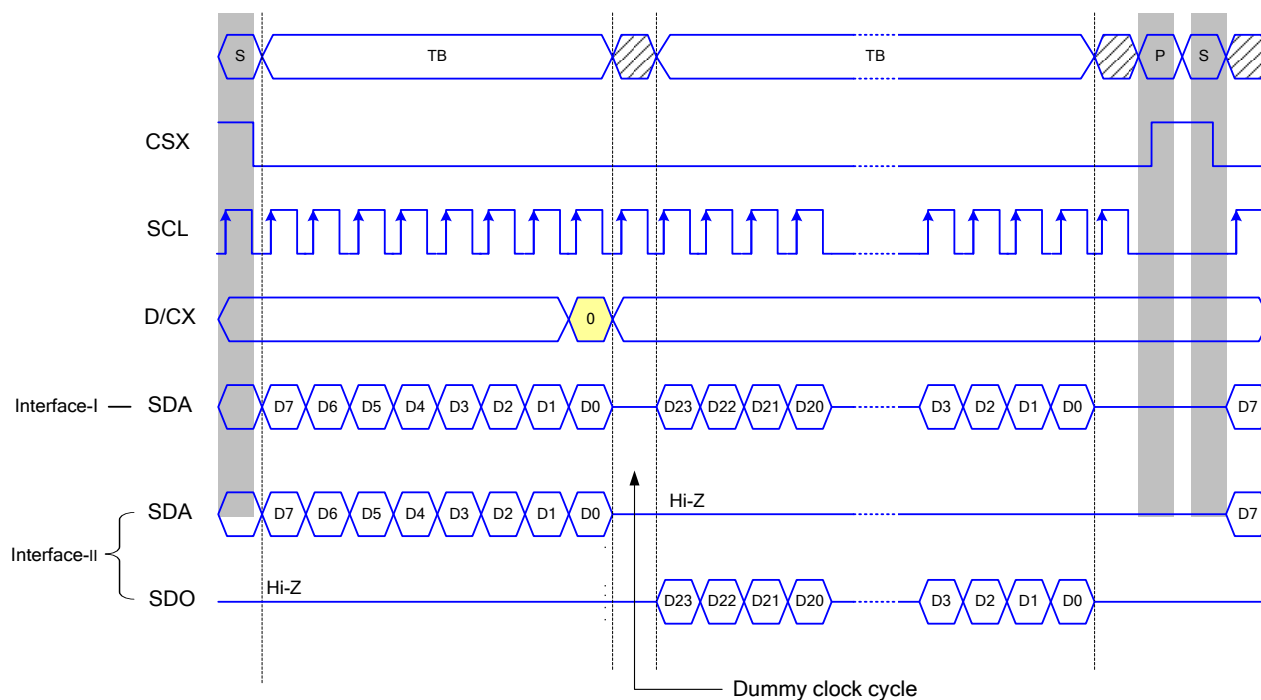 S TB TB P S
CSX
SCL
D/CX 0
Interface-I SDA D7 D6 D5 D4 D3 D2 D1 D0 D23 D22 D21 D20 D3 D2 D1 D0 D7
Hi-Z
SDA D7 D6 D5 D4 D3 D2 D1 D0 D7
Interface-II
Hi-Z
SDO D23 D22 D21 D20 D3 D2 D1 D0
Dummy clock cycle